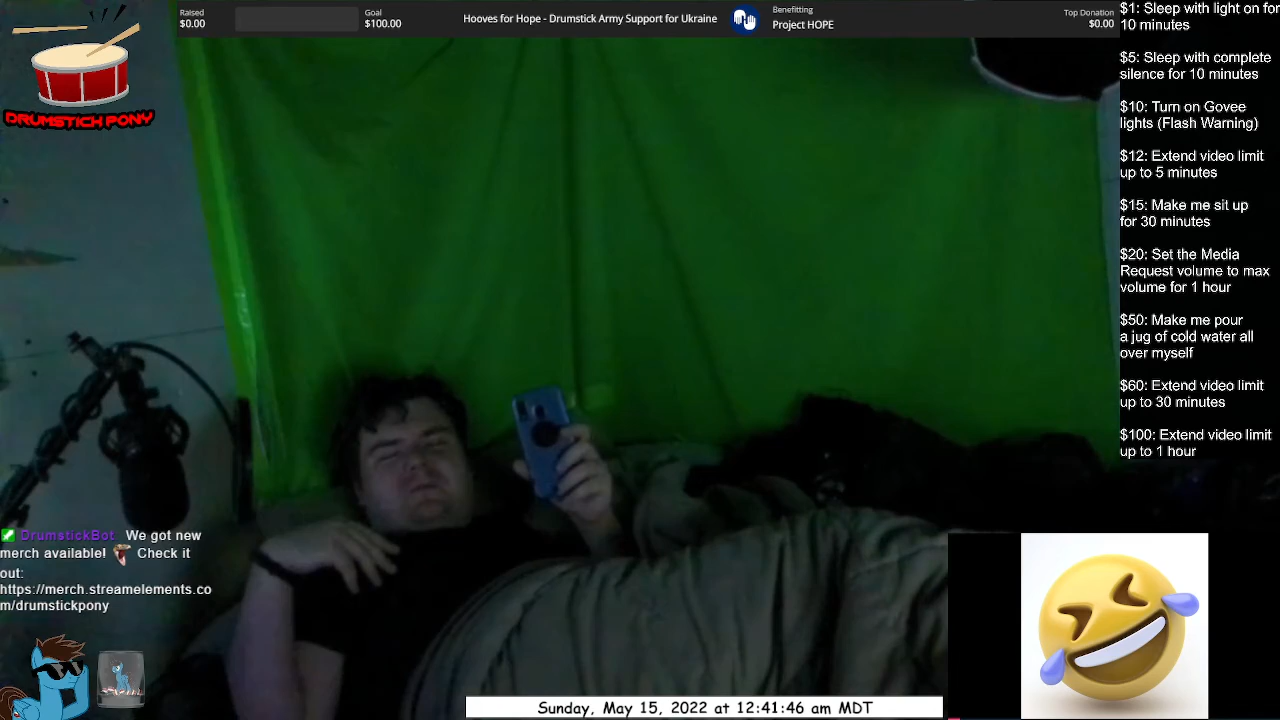 Raised
$0.00
Goal
$100.00
Hooves for Hope - Drumstick Army Support for Ukraine
Benefitting
Project HOPE
Top Donation
$0.00
DRUMSTICH PONY
$1: Sleep with light on for
10 minutes
$5: Sleep with complete
silence for 10 minutes
$10: Turn on Govee
lights (Flash Warning)
$12: Extend video limit
up to 5 minutes
$15: Make me sit up
for 30 minutes
$20: Set the Media
Request volume to max
volume for 1 hour
$50: Make me pour
a jug of cold water all
over myself
$60: Extend video limit
up to 30 minutes
$100: Extend video limit
up to 1 hour
DrumstickBot We got new
merch available! Check it
out:
https://merch.streamelements.co
m/drumstickpony
Sunday, May 15, 2022 at 12:41:46 am MDT